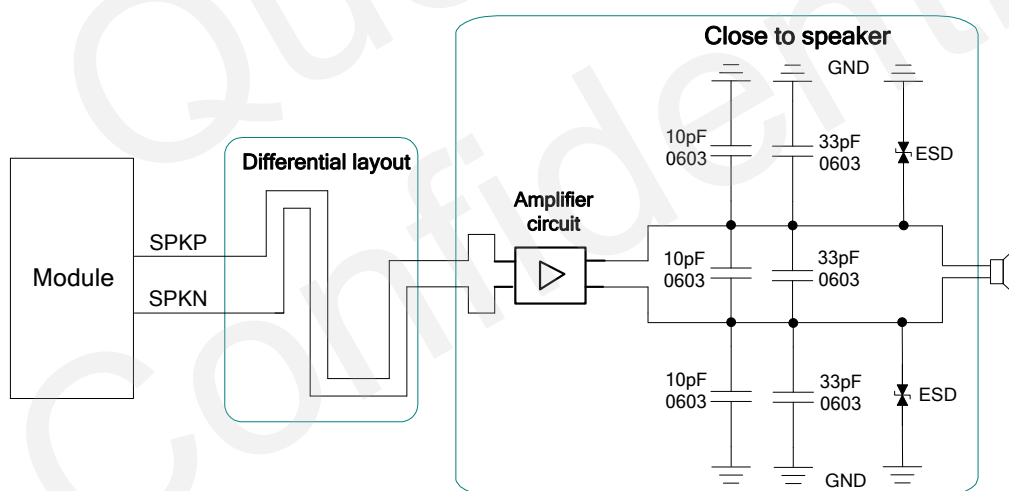 Close to speaker
GND
10pF
0603
33pF
0603
ESD
Differential layout
Amplifier
circuit
SPKP
Module
SPKN
10pF
0603
33pF
0603
10pF
0603
33pF
0603
ESD
GND
Confidential